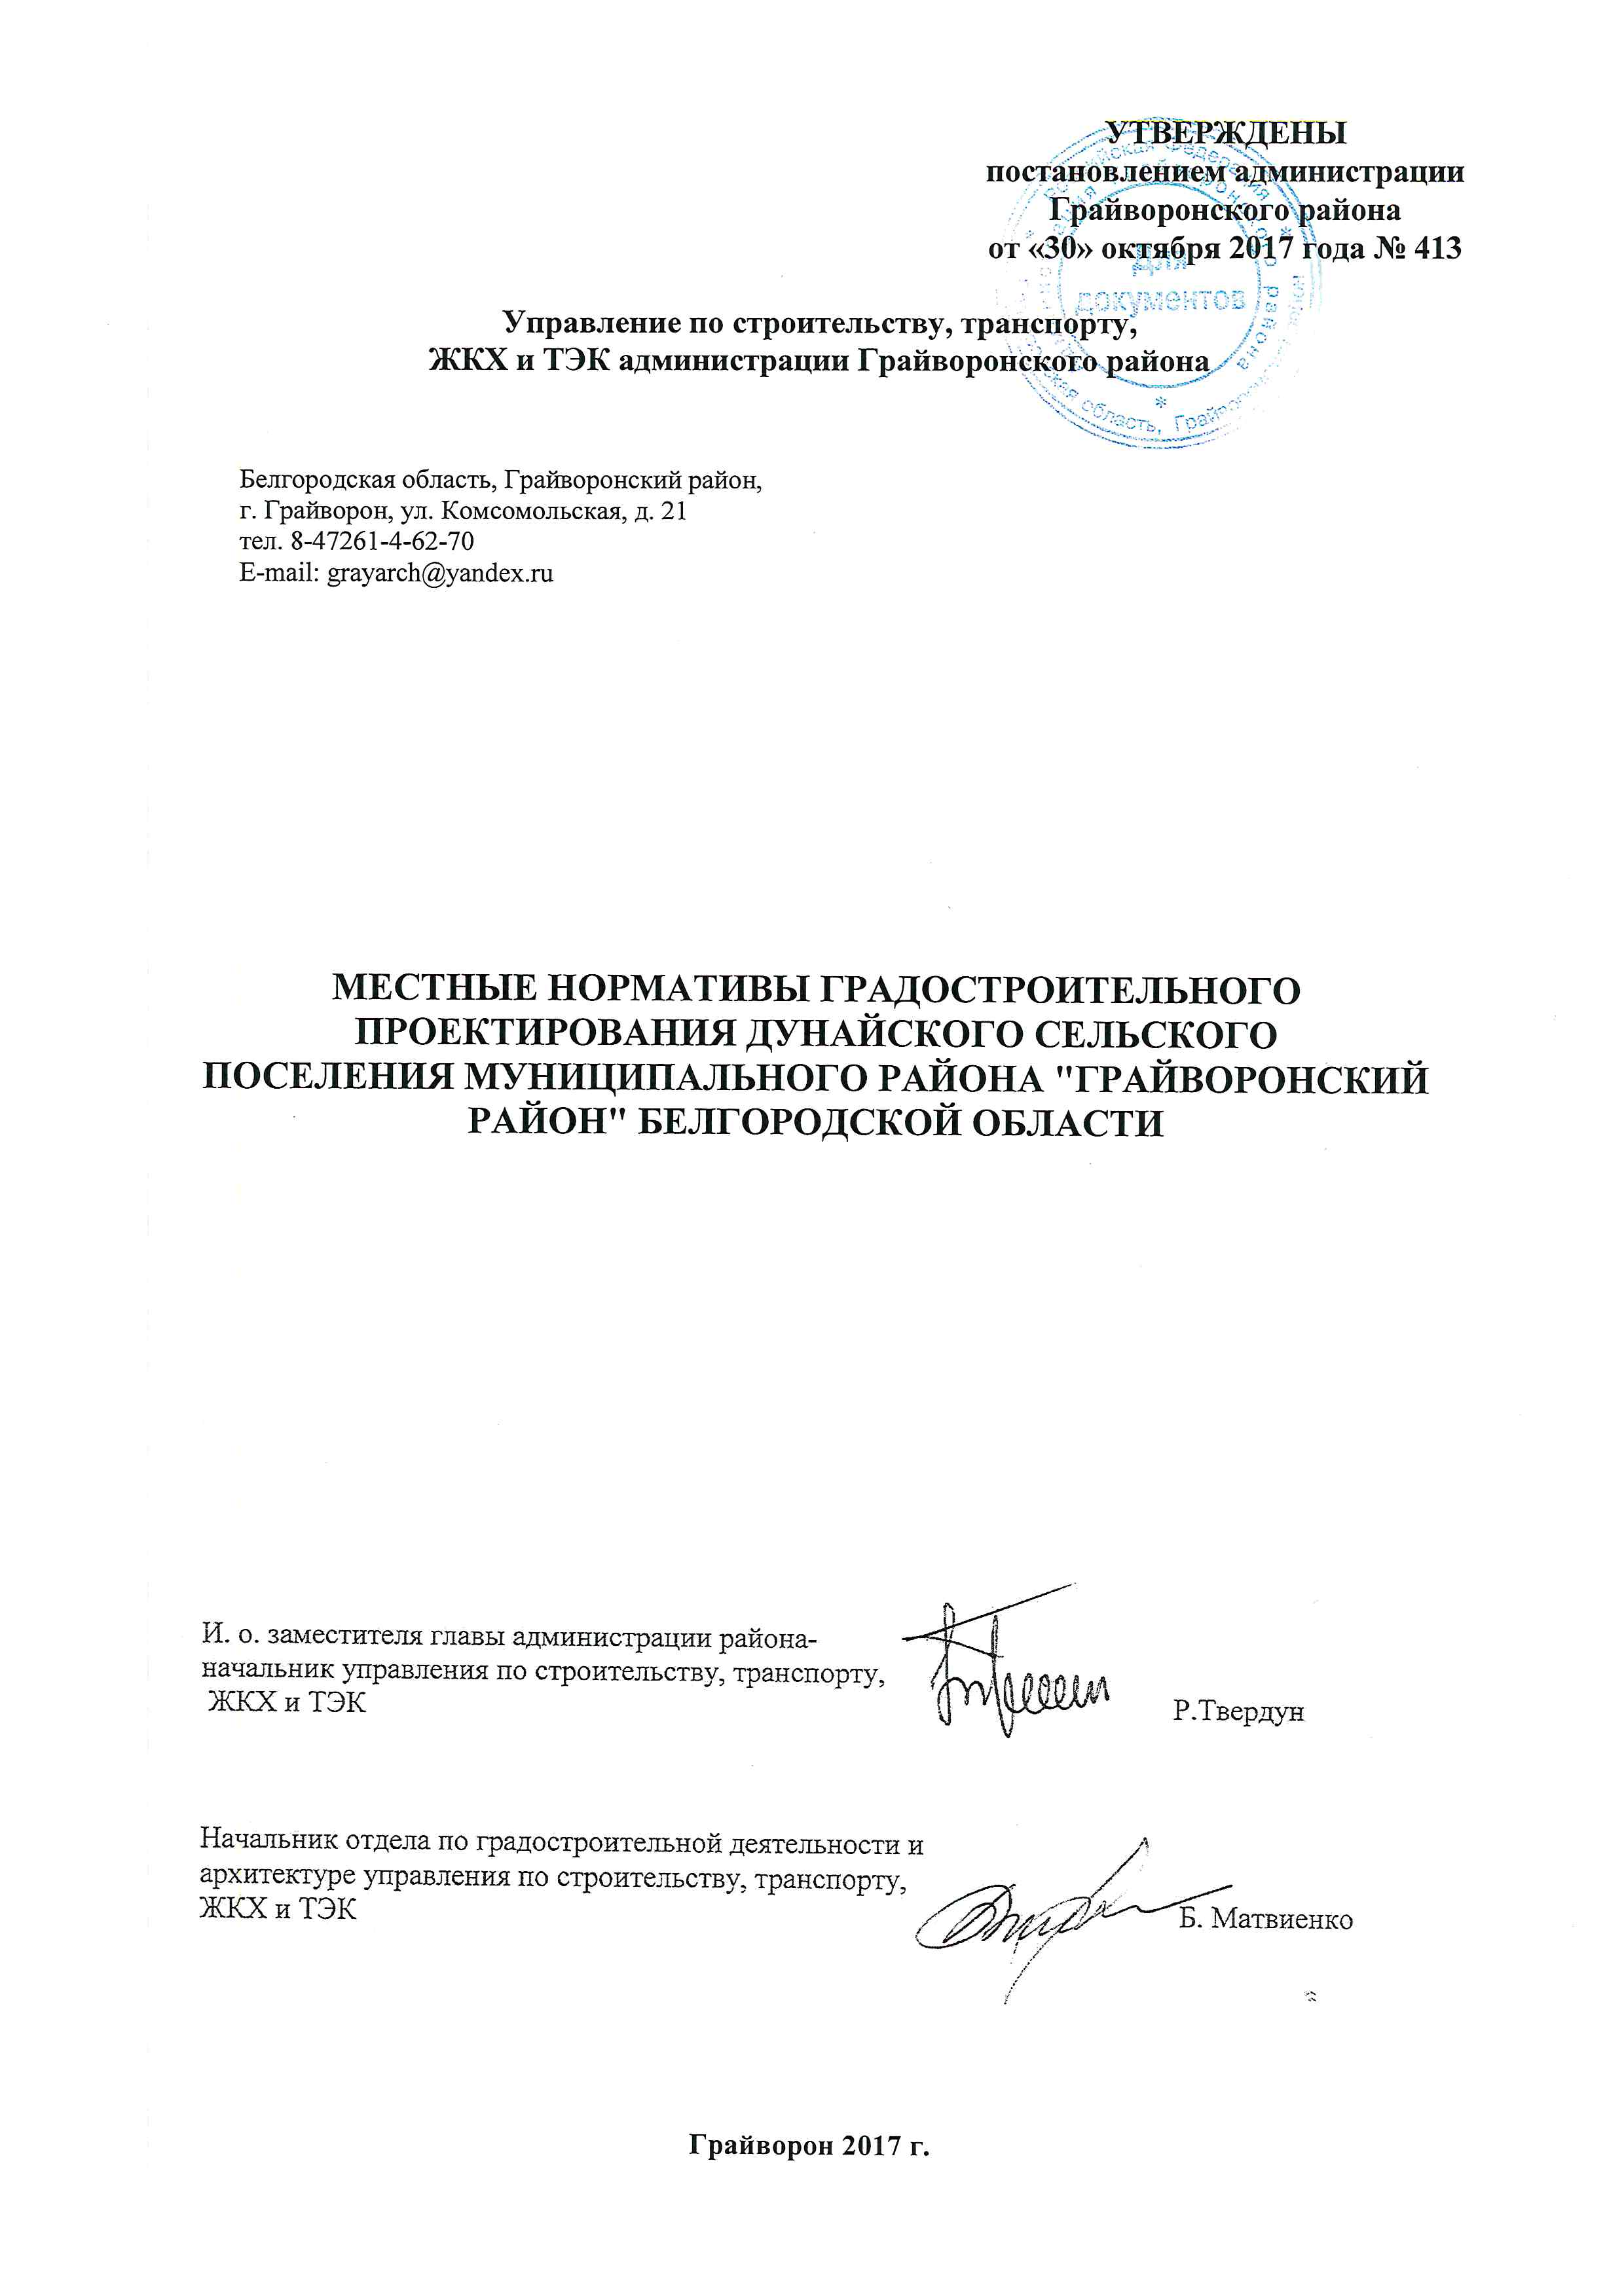 УТВЕРЖДЕНЫ
постановлением администрации
Грайворонского района
от «30» октября 2017 года № 413
Для
документов
Управление по строительству, транспорту,
ЖКХ и ТЭК администрации Грайворонского района
Белгородская область, Грайворонский район,
г. Грайворон, ул. Комсомольская, д. 21
тел. 8-47261-4-62-70
E-mail: grayarch@yandex.ru
МЕСТНЫЕ НОРМАТИВЫ ГРАДОСТРОИТЕЛЬНОГО
ПРОЕКТИРОВАНИЯ ДУНАЙСКОГО СЕЛЬСКОГО
ПОСЕЛЕНИЯ МУНИЦИПАЛЬНОГО РАЙОНА "ГРАЙВОРОНСКИЙ
РАЙОН" БЕЛГОРОДСКОЙ ОБЛАСТИ
И. о. заместителя главы администрации района-
начальник управления по строительству, транспорту,
ЖКХ и ТЭК
Р.Твердун
Начальник отдела по градостроительной деятельности и
архитектуре управления по строительству, транспорту,
ЖКХ и ТЭК
Б. Матвиенко
Грайворон 2017 г.